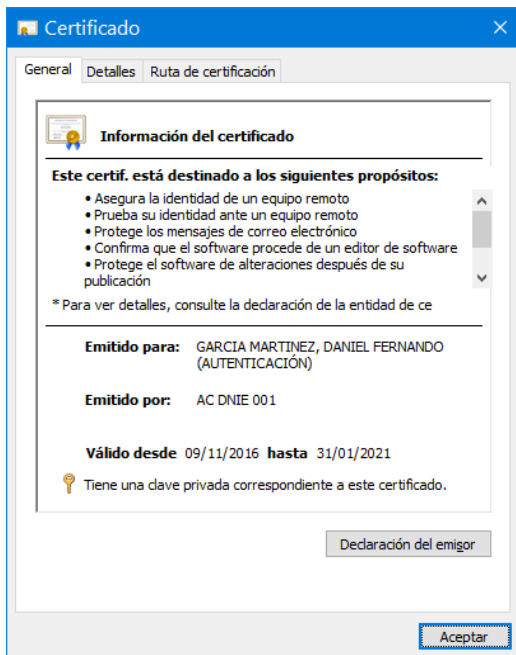 Certificado
General Detalles Ruta de certificación
Información del certificado
Este certif. está destinado a los siguientes propósitos:
• Asegura la identidad de un equipo remoto
• Prueba su identidad ante un equipo remoto
• Protege los mensajes de correo electrónico
• Confirma que el software procede de un editor de software
• Protege el software de alteraciones después de su
publicación
* Para ver detalles, consulte la declaración de la entidad de ce
Emitido para: GARCIA MARTINEZ, DANIEL FERNANDO
(AUTENTICACIÓN)
Emitido por: AC DNIE 001
Válido desde 09/11/2016 hasta 31/01/2021
Tiene una clave privada correspondiente a este certificado.
Declaración del emisor
Aceptar